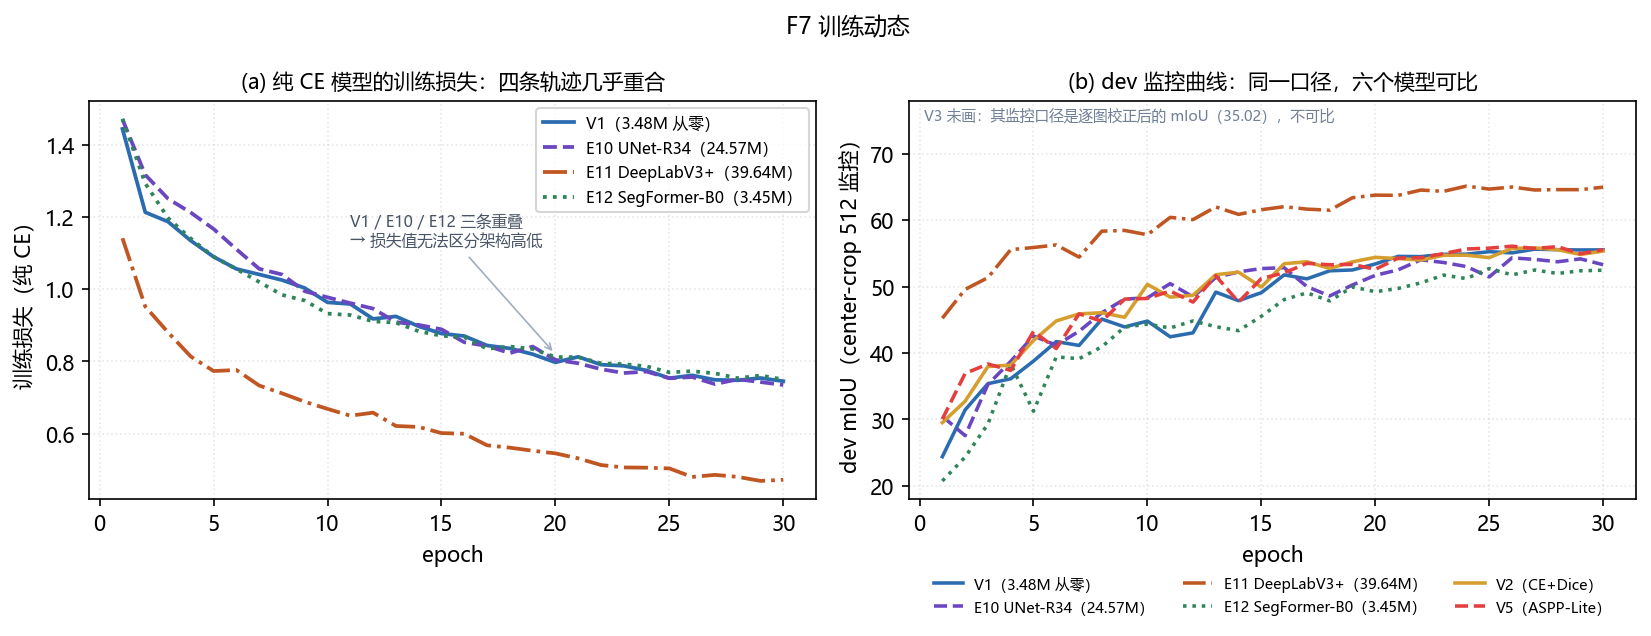 F7 训练动态
(a) 纯 CE 模型的训练损失：四条轨迹几乎重合
训练损失（纯 CE）
1.4
1.2
1.0
0.8
0.6
V1（3.48M 从零）
E10 UNet-R34（24.57M）
E11 DeepLabV3+（39.64M）
E12 SegFormer-B0（3.45M）
V1 / E10 / E12 三条重叠
→ 损失值无法区分架构高低
0 5 10 15 20 25 30
epoch
(b) dev 监控曲线：同一口径，六个模型可比
V3 未画：其监控口径是逐图校正后的 mIoU（35.02），不可比
dev mIoU（center-crop 512 监控）
70
60
50
40
30
20
0 5 10 15 20 25 30
epoch
V1（3.48M 从零）
E10 UNet-R34（24.57M）
E11 DeepLabV3+（39.64M）
E12 SegFormer-B0（3.45M）
V2（CE+Dice）
V5（ASPP-Lite）